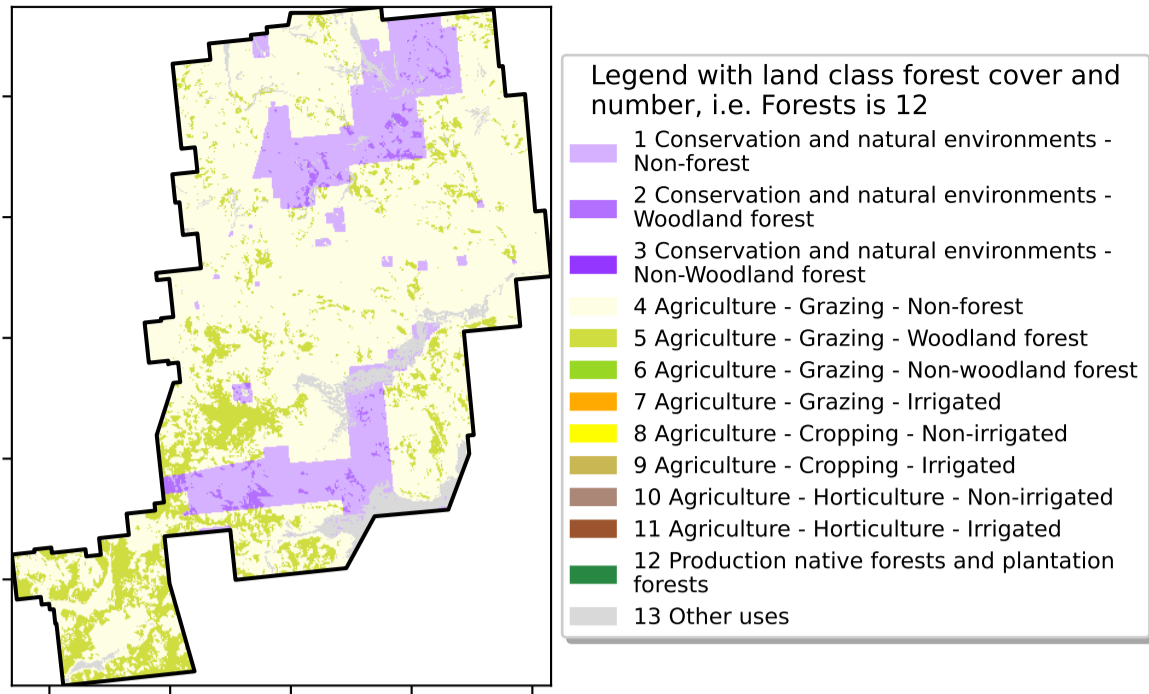 Legend with land class forest cover and
number, i.e. Forests is 12
1 Conservation and natural environments -
Non-forest
2 Conservation and natural environments -
Woodland forest
3 Conservation and natural environments -
Non-Woodland forest
4 Agriculture - Grazing - Non-forest
5 Agriculture - Grazing - Woodland forest
6 Agriculture - Grazing - Non-woodland forest
7 Agriculture - Grazing - Irrigated
8 Agriculture - Cropping - Non-irrigated
9 Agriculture - Cropping - Irrigated
10 Agriculture - Horticulture - Non-irrigated
11 Agriculture - Horticulture - Irrigated
12 Production native forests and plantation
forests
13 Other uses